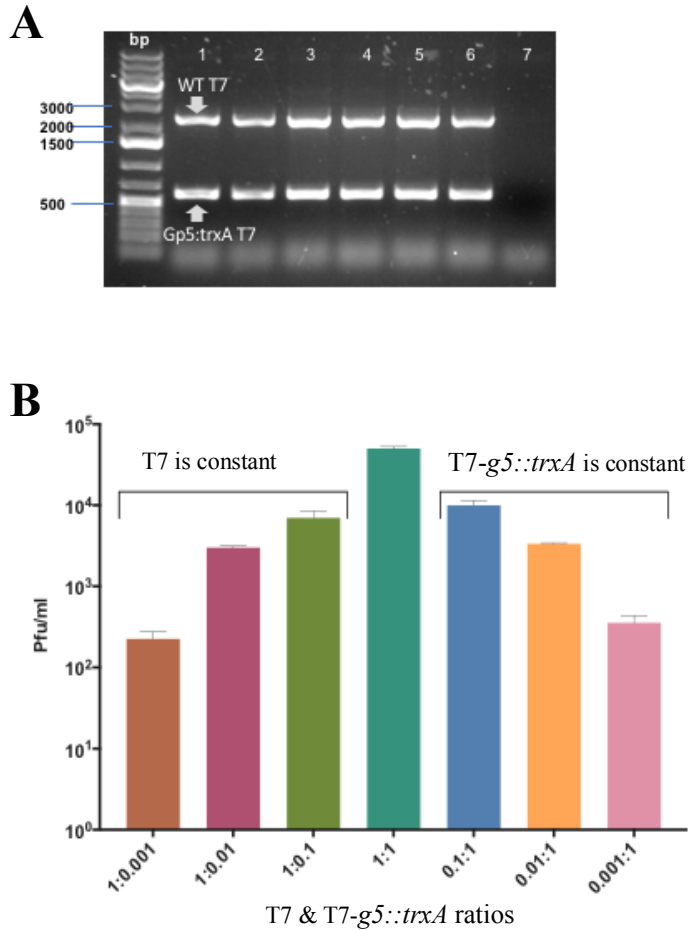 A
bp
1 2 3 4 5 6 7
WT T7
3000
2000
1500
500
Gp5:trxA T7
B
10⁵
T7 is constant
T7-g5::trxA is constant
10⁴
10³
Pfu/ml
10²
10¹
10⁰
1:0.001 1:0.01 1:0.1 1:1 0.1:1 0.01:1 0.001:1
T7 & T7-g5::trxA ratios